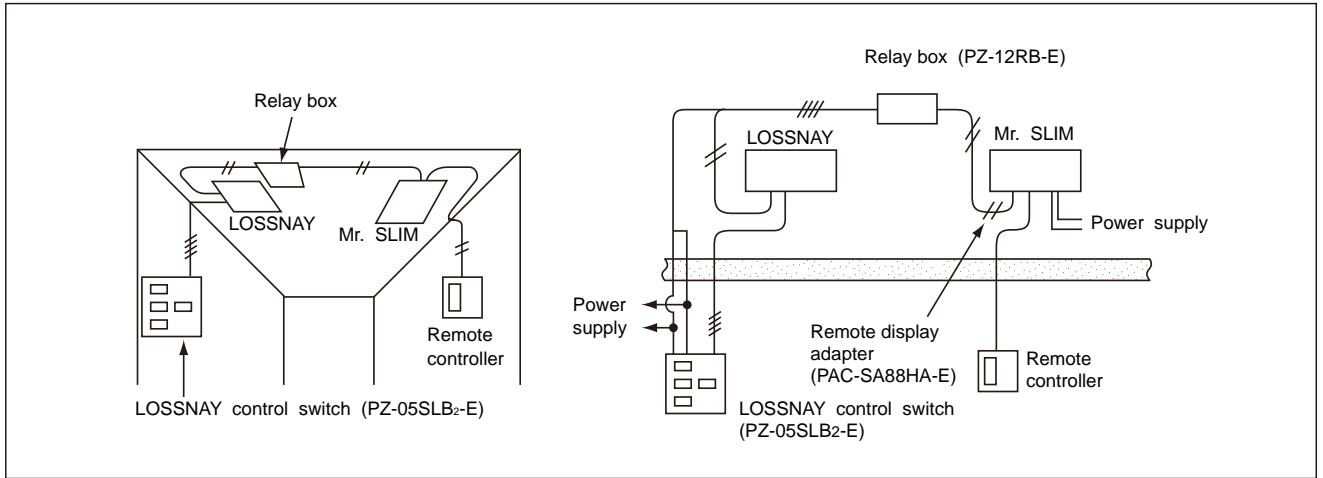 Relay box
LOSSNAY
Mr. SLIM
Remote
controller
LOSSNAY control switch (PZ-05SLB₂-E)
Relay box (PZ-12RB-E)
LOSSNAY
Mr. SLIM
Power supply
Power
supply
Remote display
adapter
(PAC-SA88HA-E)
Remote
controller
LOSSNAY control switch
(PZ-05SLB2-E)